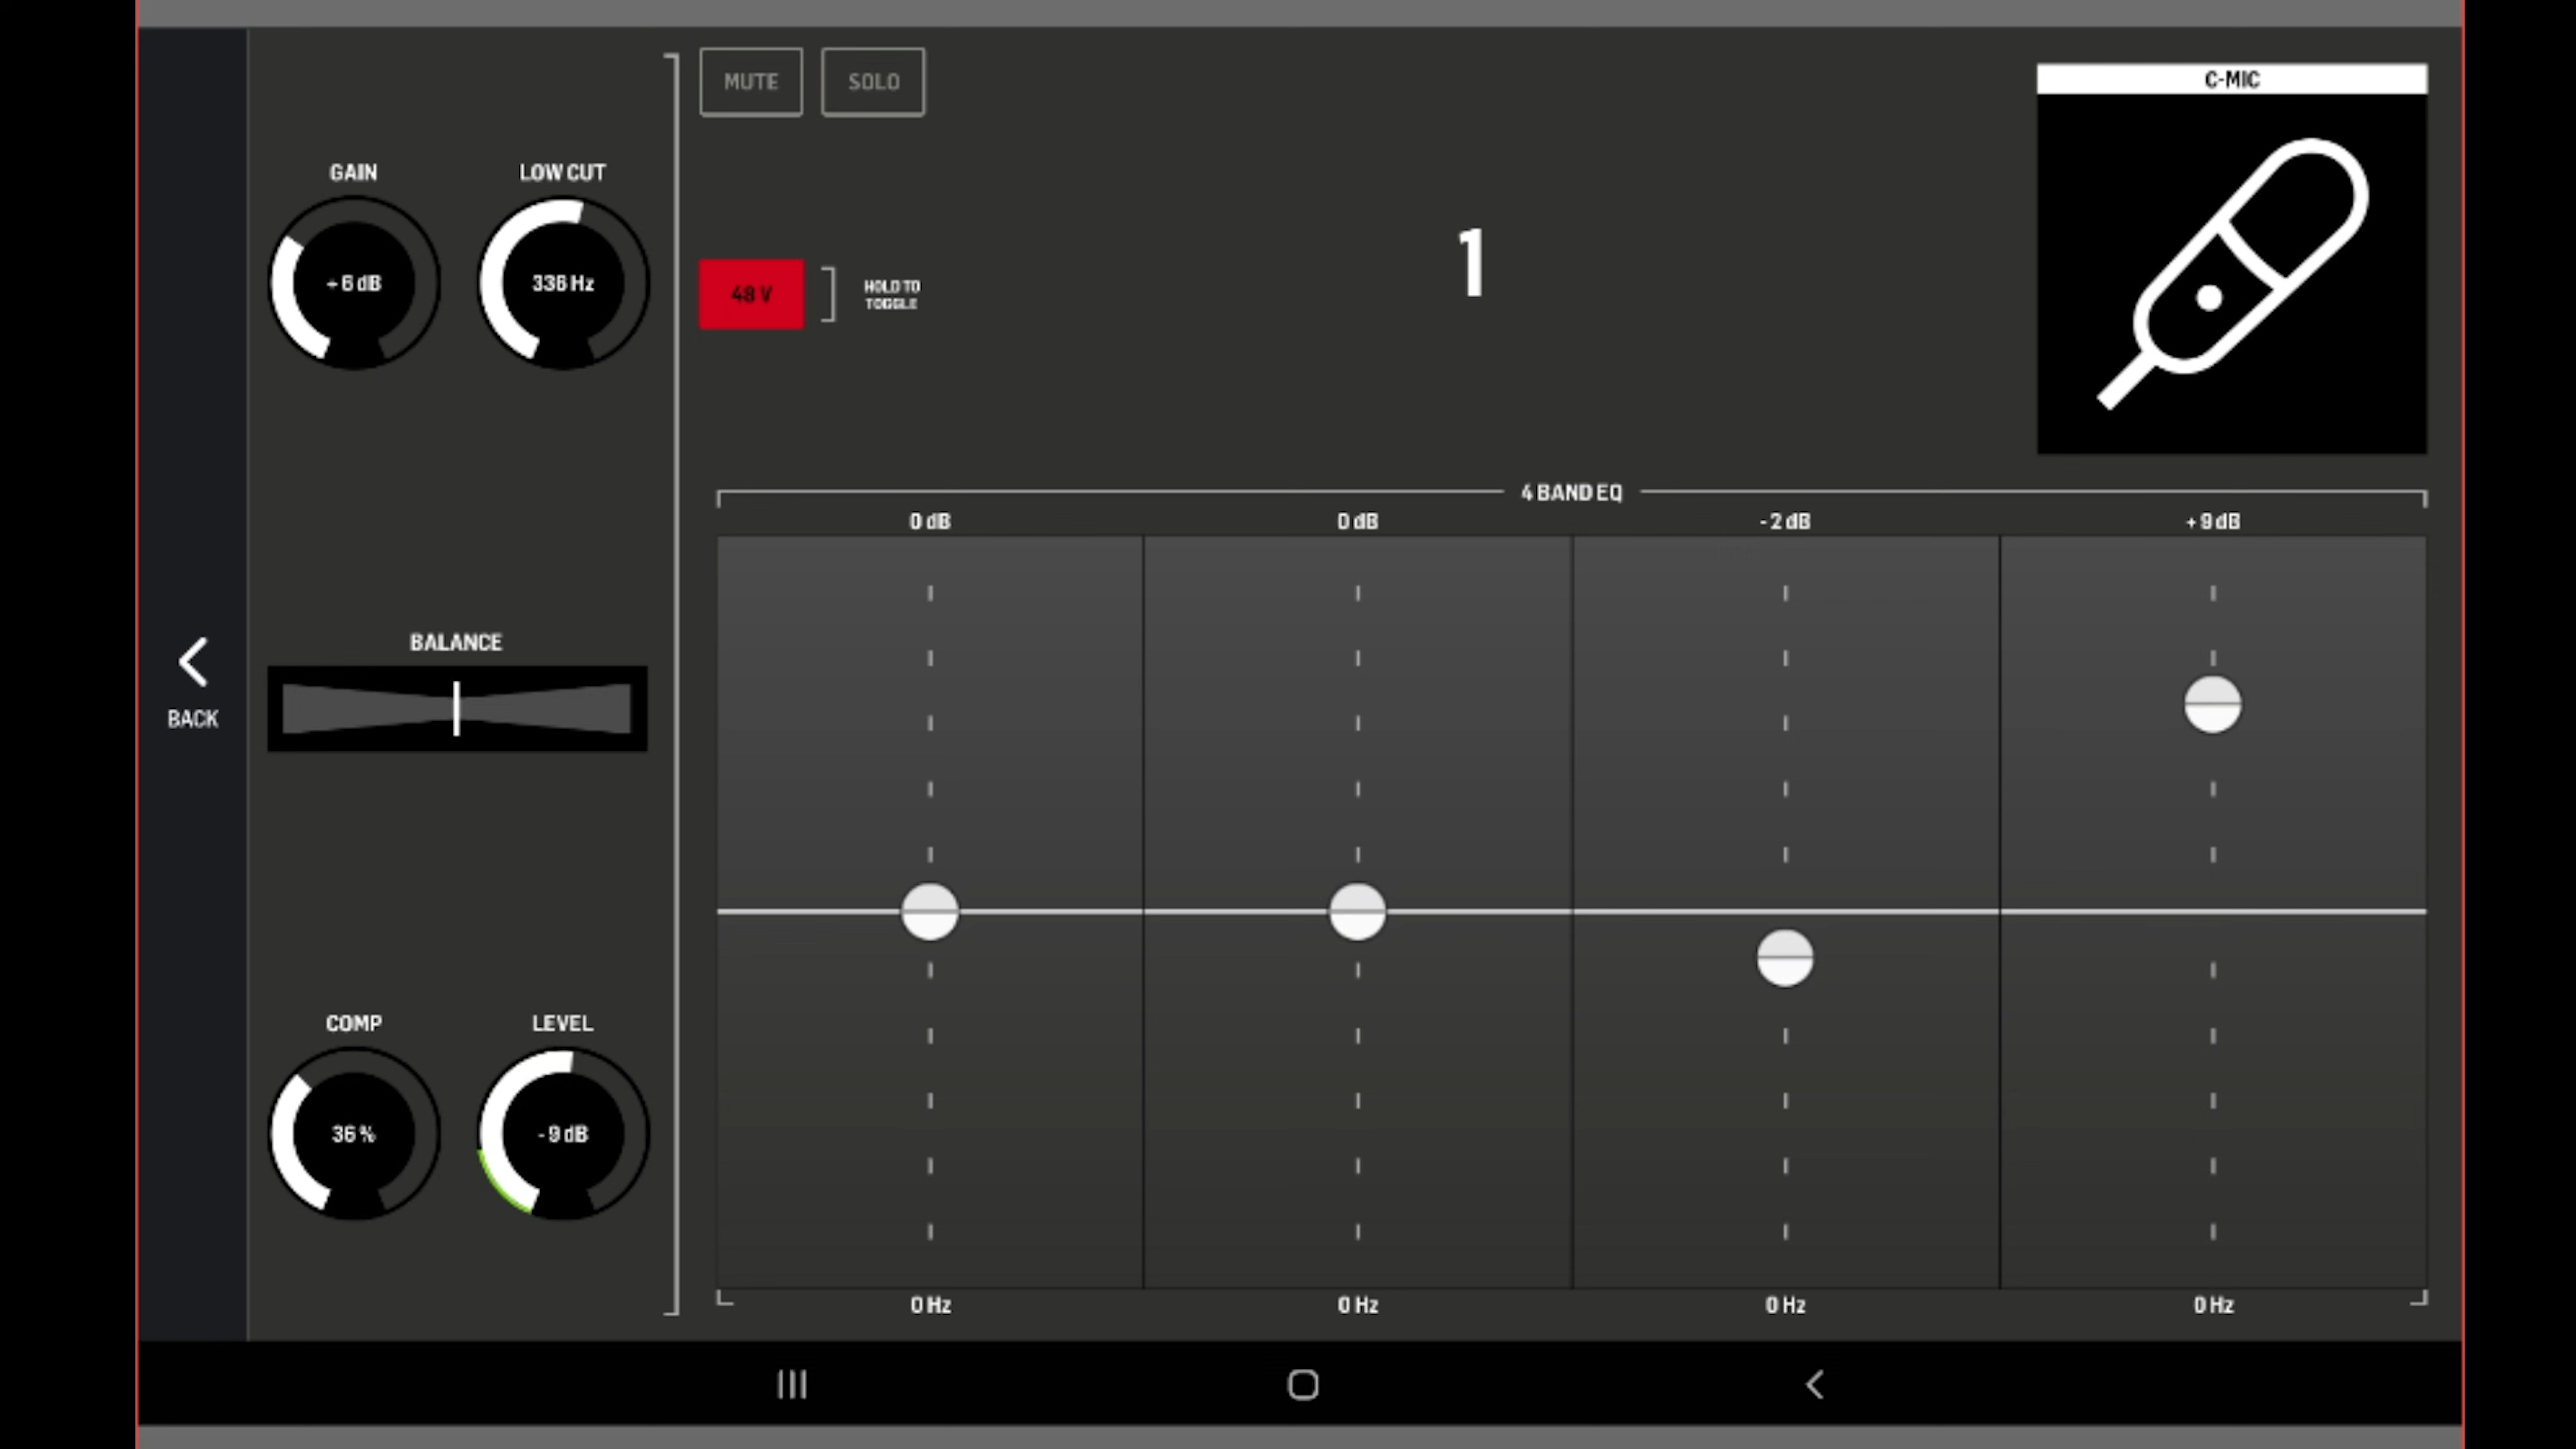 MUTE
SOLO
C-MIC
GAIN
LOW CUT
+6 dB
336 Hz
48 V
HOLD TO
TOGGLE
1
4 BAND EQ
0 dB
0 dB
-2 dB
+9 dB
BALANCE
BACK
COMP
LEVEL
36 %
-9 dB
0 Hz
0 Hz
0 Hz
0 Hz